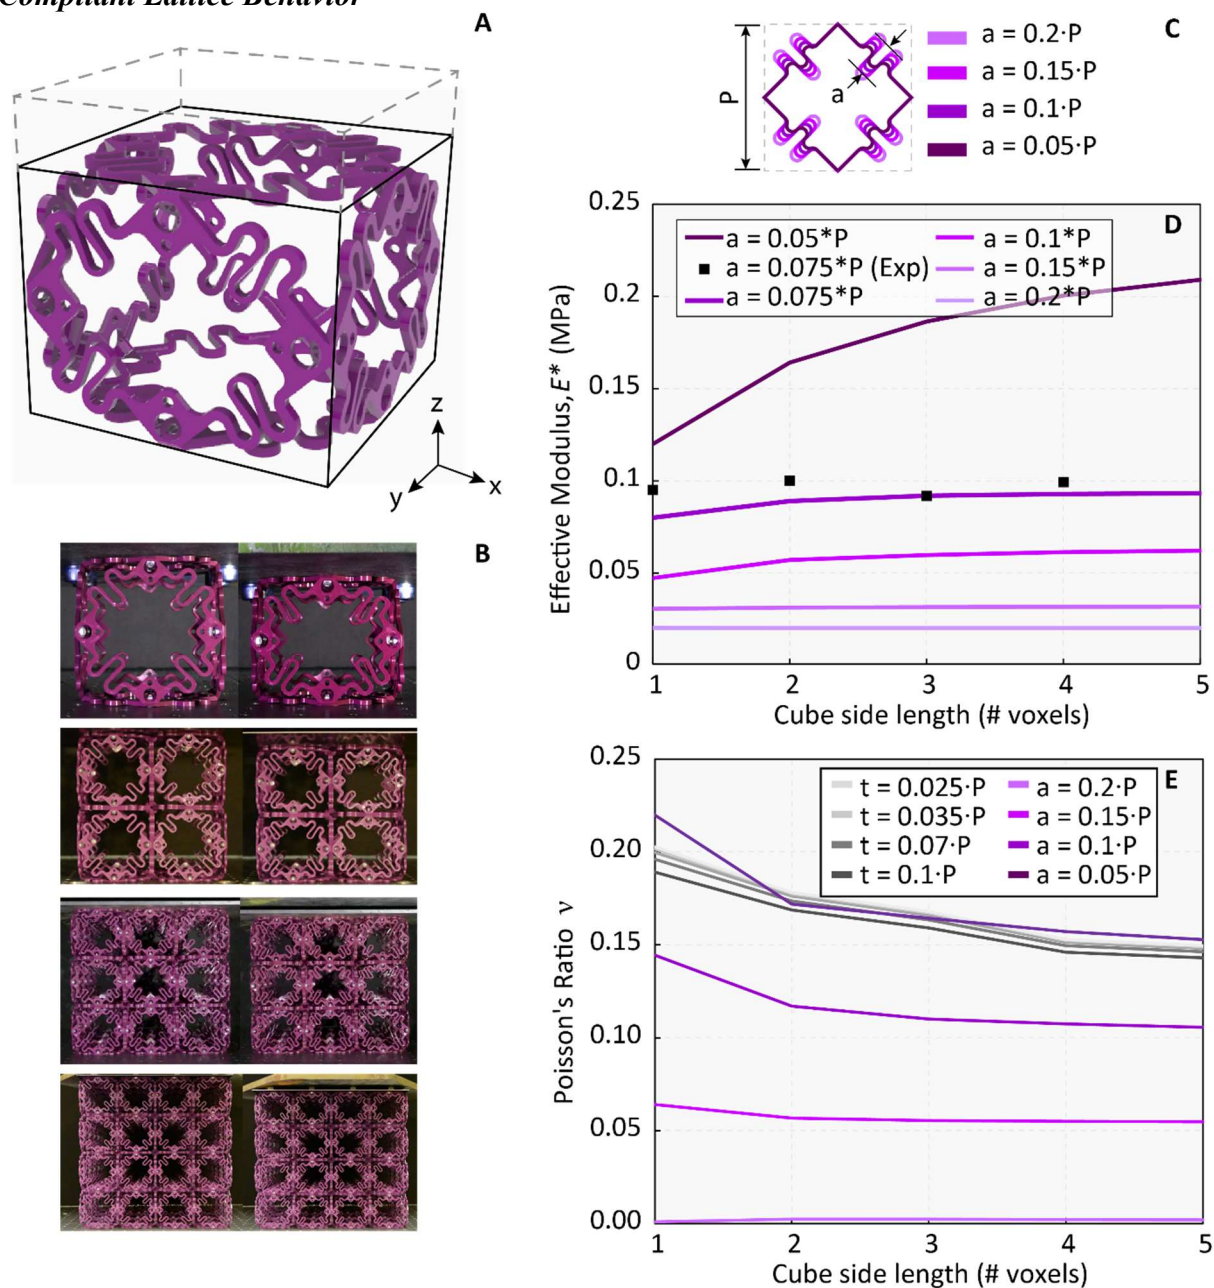 Compliant Lattice Behavior
A
z
y
x
B
C
P
a
a = 0.2·P
a = 0.15·P
a = 0.1·P
a = 0.05·P
D
0.25
0.2
0.15
0.1
0.05
0
Effective Modulus, E* (MPa)
a = 0.05*P
a = 0.075*P (Exp)
a = 0.075*P
a = 0.1*P
a = 0.15*P
a = 0.2*P
1 2 3 4 5
Cube side length (# voxels)
E
0.25
0.20
0.15
0.10
0.05
0.00
Poisson's Ratio ν
t = 0.025·P
t = 0.035·P
t = 0.07·P
t = 0.1·P
a = 0.2·P
a = 0.15·P
a = 0.1·P
a = 0.05·P
1 2 3 4 5
Cube side length (# voxels)